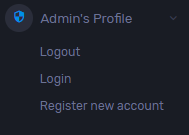 Admin's Profile
Logout
Login
Register new account